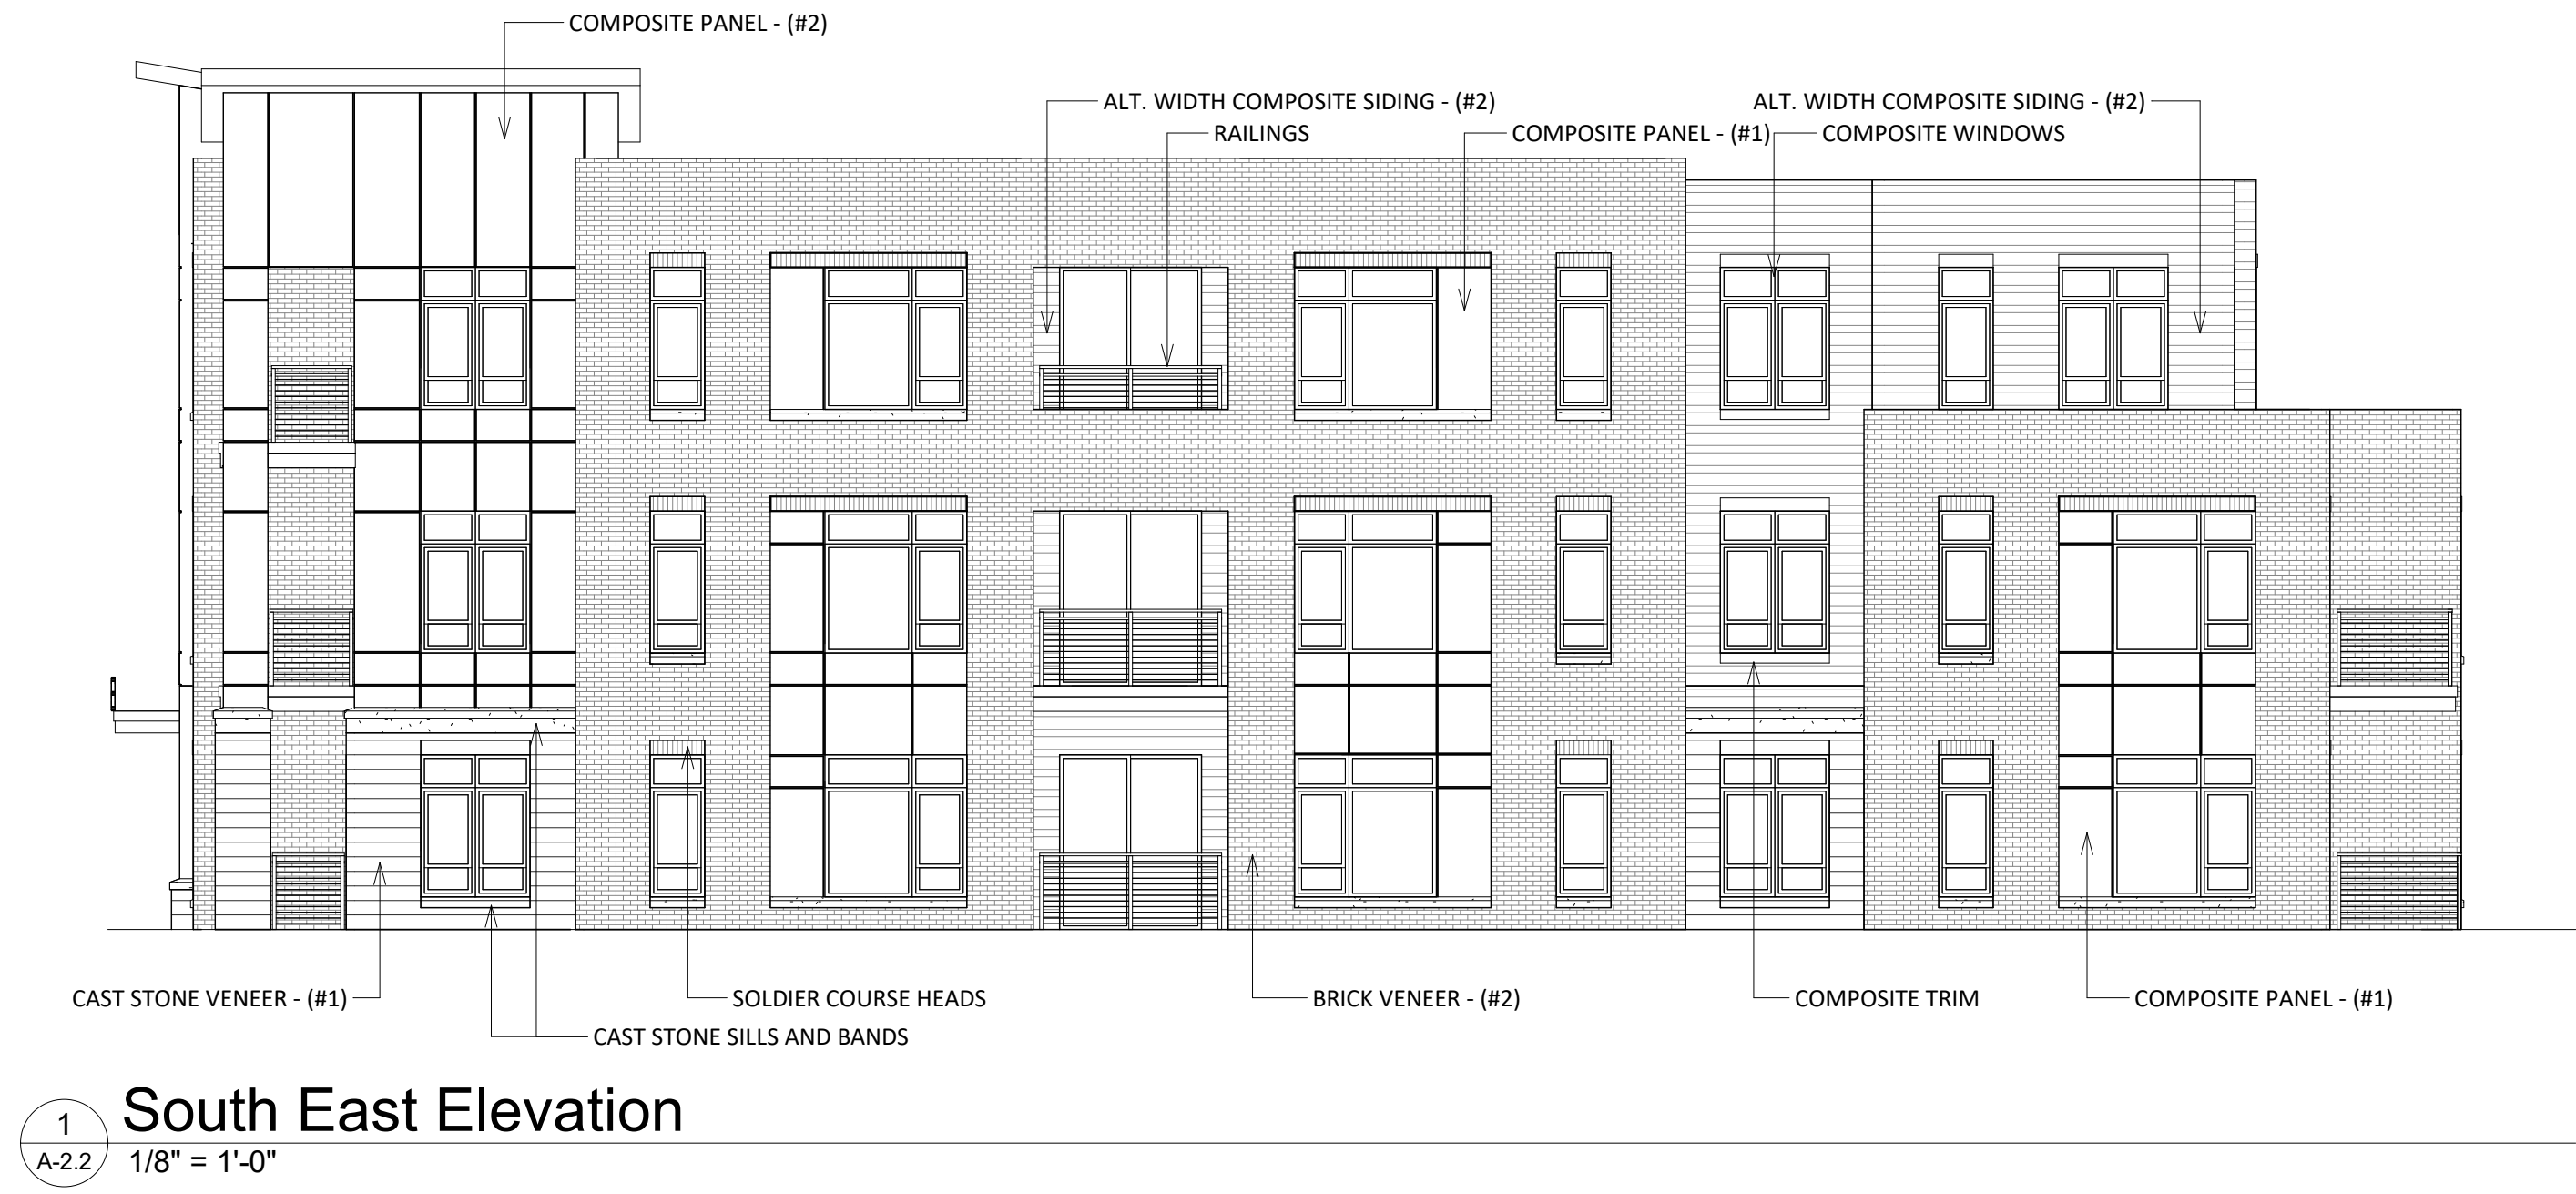 COMPOSITE PANEL - (#2)
ALT. WIDTH COMPOSITE SIDING - (#2)
ALT. WIDTH COMPOSITE SIDING - (#2)
RAILINGS
COMPOSITE PANEL - (#1)
COMPOSITE WINDOWS
CAST STONE VENEER - (#1)
SOLDIER COURSE HEADS
BRICK VENEER - (#2)
COMPOSITE TRIM
COMPOSITE PANEL - (#1)
CAST STONE SILLS AND BANDS
1
South East Elevation
A-2.2
1/8" = 1'-0"